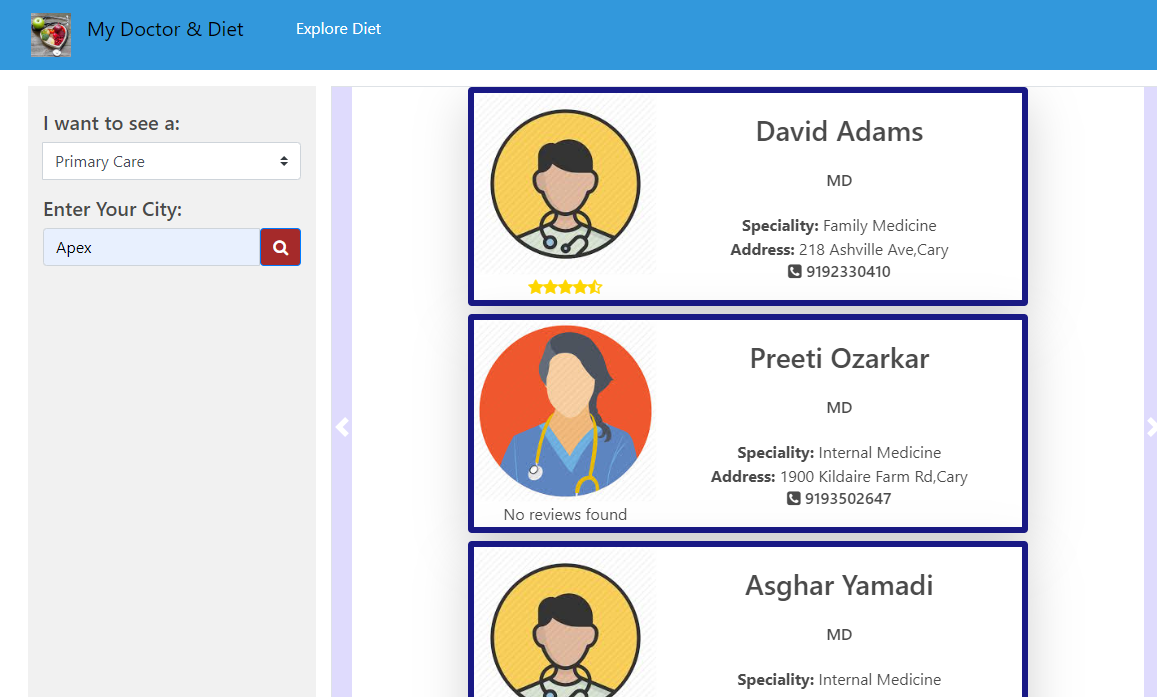 My Doctor & Diet
Explore Diet
I want to see a:
Primary Care
Enter Your City:
Apex
David Adams
MD
Speciality: Family Medicine
Address: 218 Ashville Ave,Cary
9192330410
Preeti Ozarkar
MD
Speciality: Internal Medicine
Address: 1900 Kildaire Farm Rd,Cary
9193502647
No reviews found
Asghar Yamadi
MD
Speciality: Internal Medicine